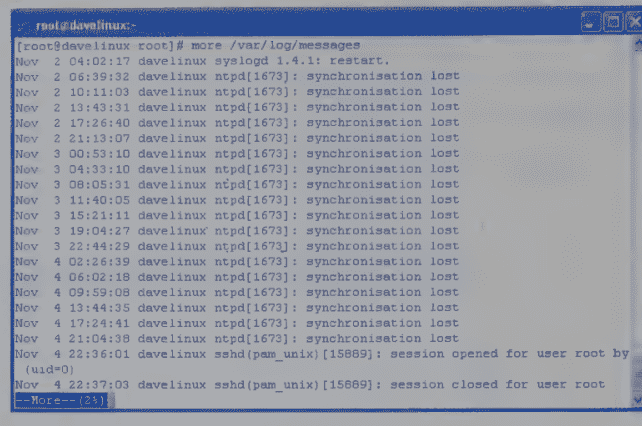 root@davelinux:~
[root@davelinux root]# more /var/log/messages
Nov  2 04:02:17 davelinux syslogd 1.4.1: restart.
Nov  2 06:39:32 davelinux ntpd[1673]: synchronisation lost
Nov  2 10:11:03 davelinux ntpd[1673]: synchronisation lost
Nov  2 13:43:31 davelinux ntpd[1673]: synchronisation lost
Nov  2 17:26:40 davelinux ntpd[1673]: synchronisation lost
Nov  2 21:13:07 davelinux ntpd[1673]: synchronisation lost
Nov  3 00:53:10 davelinux ntpd[1673]: synchronisation lost
Nov  3 04:33:10 davelinux ntpd[1673]: synchronisation lost
Nov  3 08:05:31 davelinux ntpd[1673]: synchronisation lost
Nov  3 11:40:05 davelinux ntpd[1673]: synchronisation lost
Nov  3 15:21:11 davelinux ntpd[1673]: synchronisation lost
Nov  3 19:04:27 davelinux ntpd[1673]: synchronisation lost
Nov  3 22:44:29 davelinux ntpd[1673]: synchronisation lost
Nov  4 02:26:39 davelinux ntpd[1673]: synchronisation lost
Nov  4 06:02:18 davelinux ntpd[1673]: synchronisation lost
Nov  4 09:59:08 davelinux ntpd[1673]: synchronisation lost
Nov  4 13:44:35 davelinux ntpd[1673]: synchronisation lost
Nov  4 17:24:41 davelinux ntpd[1673]: synchronisation lost
Nov  4 21:04:38 davelinux ntpd[1673]: synchronisation lost
Nov  4 22:36:01 davelinux sshd(pam_unix)[15889]: session opened for user root by
(uid=0)
Nov  4 22:37:03 davelinux sshd(pam_unix)[15889]: session closed for user root
--More--(2%)